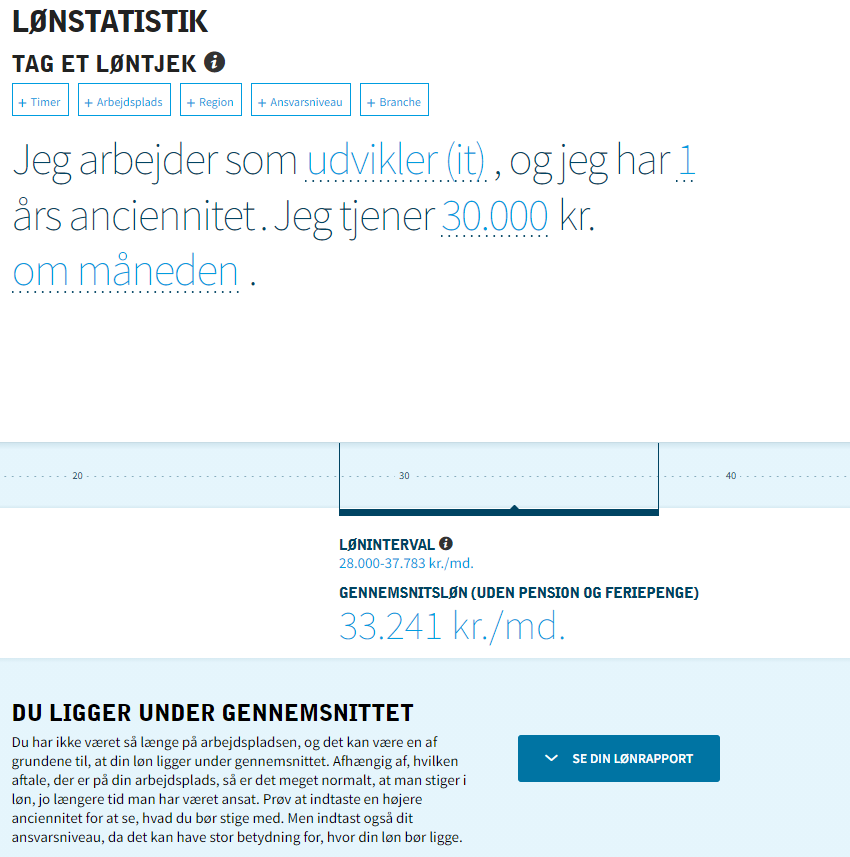 LØNSTATISTIK
TAG ET LØNTJEK i
+ Timer + Arbejdsplads + Region + Ansvarsniveau + Branche
Jeg arbejder som udvikler (it) , og jeg har 1
års anciennitet . Jeg tjener 30.000 kr.
om måneden .
20 30 40
LØNINTERVAL i
28.000-37.783 kr./md.
GENNEMSNITSLØN (UDEN PENSION OG FERIEPENGE)
33.241 kr./md.
DU LIGGER UNDER GENNEMSNITTET
Du har ikke været så længe på arbejdspladsen, og det kan være en af
grundene til, at din løn ligger under gennemsnittet. Afhængig af, hvilken
aftale, der er på din arbejdsplads, så er det meget normalt, at man stiger i
løn, jo længere tid man har været ansat. Prøv at indtaste en højere
anciennitet for at se, hvad du bør stige med. Men indtast også dit
ansvarsniveau, da det kan have stor betydning for, hvor din løn bør ligge.
SE DIN LØNRAPPORT